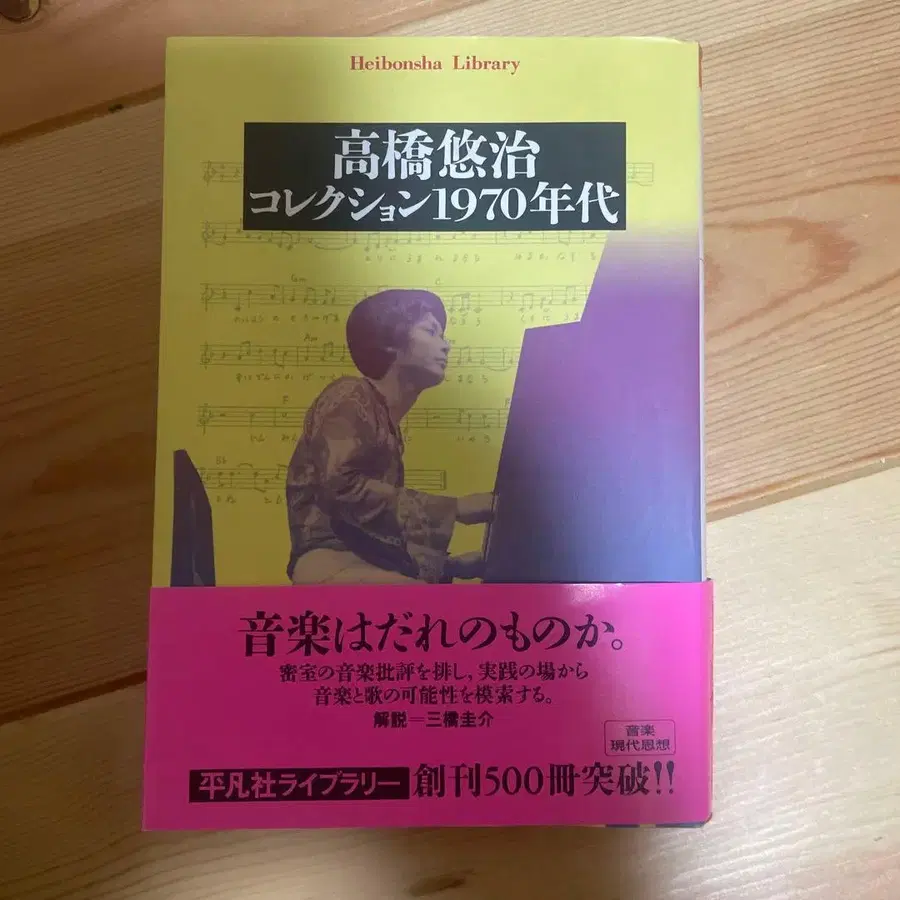 Heibonsha Library
高橋悠治
コレクション1970年代
音楽はだれのものか。
密室の音楽批評を排し、実践の場から
音楽と歌の可能性を模索する。
解説=三橋圭介
音楽
現代思想
平凡社ライブラリー 創刊500冊突破!!